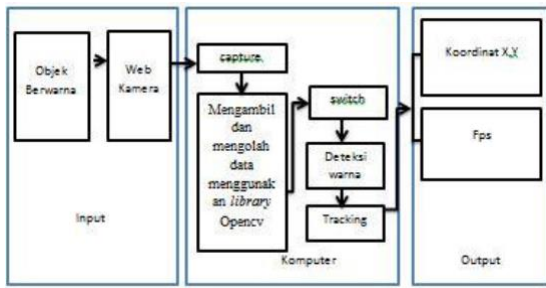 Objek
Berwarna
Web
Kamera
Input
capture.
Mengambil
dan
mengolah
data
menggunak
an library
Opencv
switch
Deteksi
warna
Tracking
Komputer
Koordinat X,Y
Fps
Output